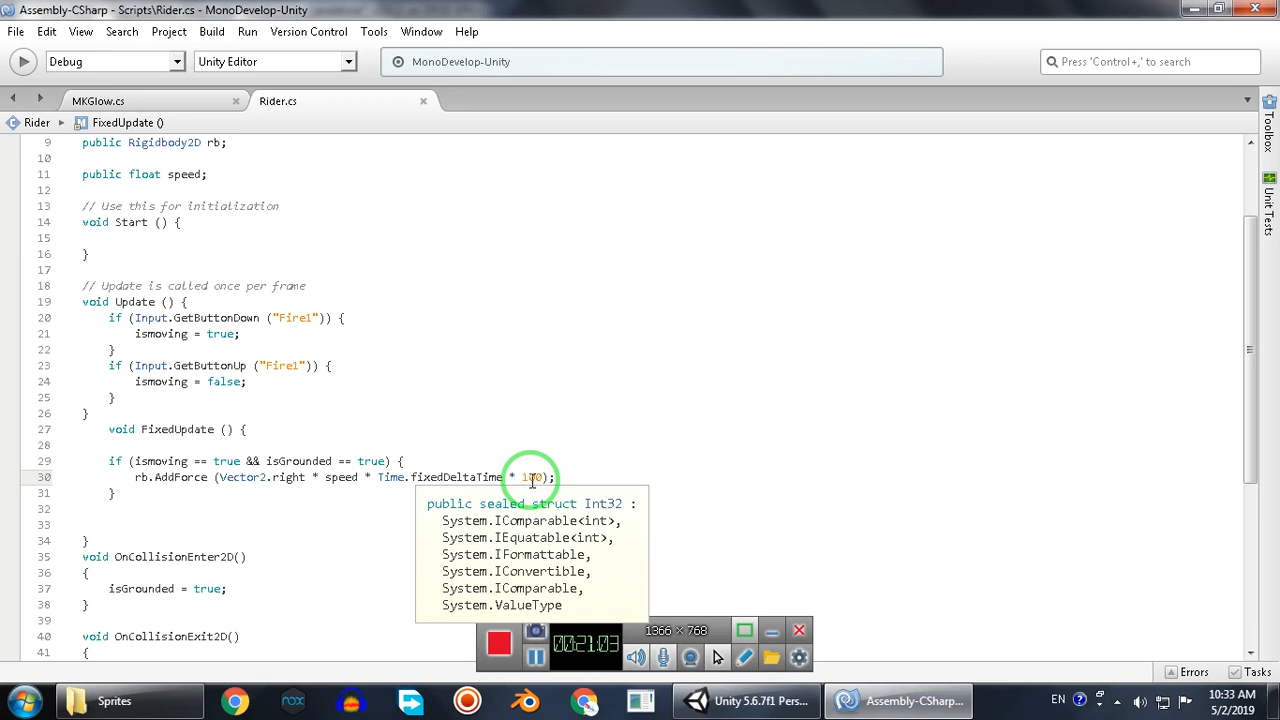 Assembly-CSharp - Scripts\Rider.cs - MonoDevelop-Unity
File Edit View Search Project Build Run Version Control Tools Window Help
Debug Unity Editor MonoDevelop-Unity Press 'Control+,' to search
MKGlow.cs Rider.cs
Rider FixedUpdate ()
9 public Rigidbody2D rb;
10
11 public float speed;
12
13 // Use this for initialization
14 void Start () {
15
16 }
17
18 // Update is called once per frame
19 void Update () {
20 if (Input.GetButtonDown ("Fire1")) {
21 ismoving = true;
22 }
23 if (Input.GetButtonUp ("Fire1")) {
24 ismoving = false;
25 }
26 }
27 void FixedUpdate () {
28
29 if (ismoving == true && isGrounded == true) {
30 rb.AddForce (Vector2.right * speed * Time.fixedDeltaTime * 100);
31 }
33
34 }
35 void OnCollisionEnter2D()
36 {
37 isGrounded = true;
38 }
39
40 void OnCollisionExit2D()
41 {
public sealed struct Int32 :
System.IComparable<int>,
System.IEquatable<int>,
System.IFormattable,
System.IConvertible,
System.IComparable,
System.ValueType
Toolbox
Unit Tests
1366 × 768
00:21:03
Errors Tasks
Sprites
nox
Unity 5.6.7f1 Pers...
Assembly-CSharp...
EN
10:33 AM
5/2/2019